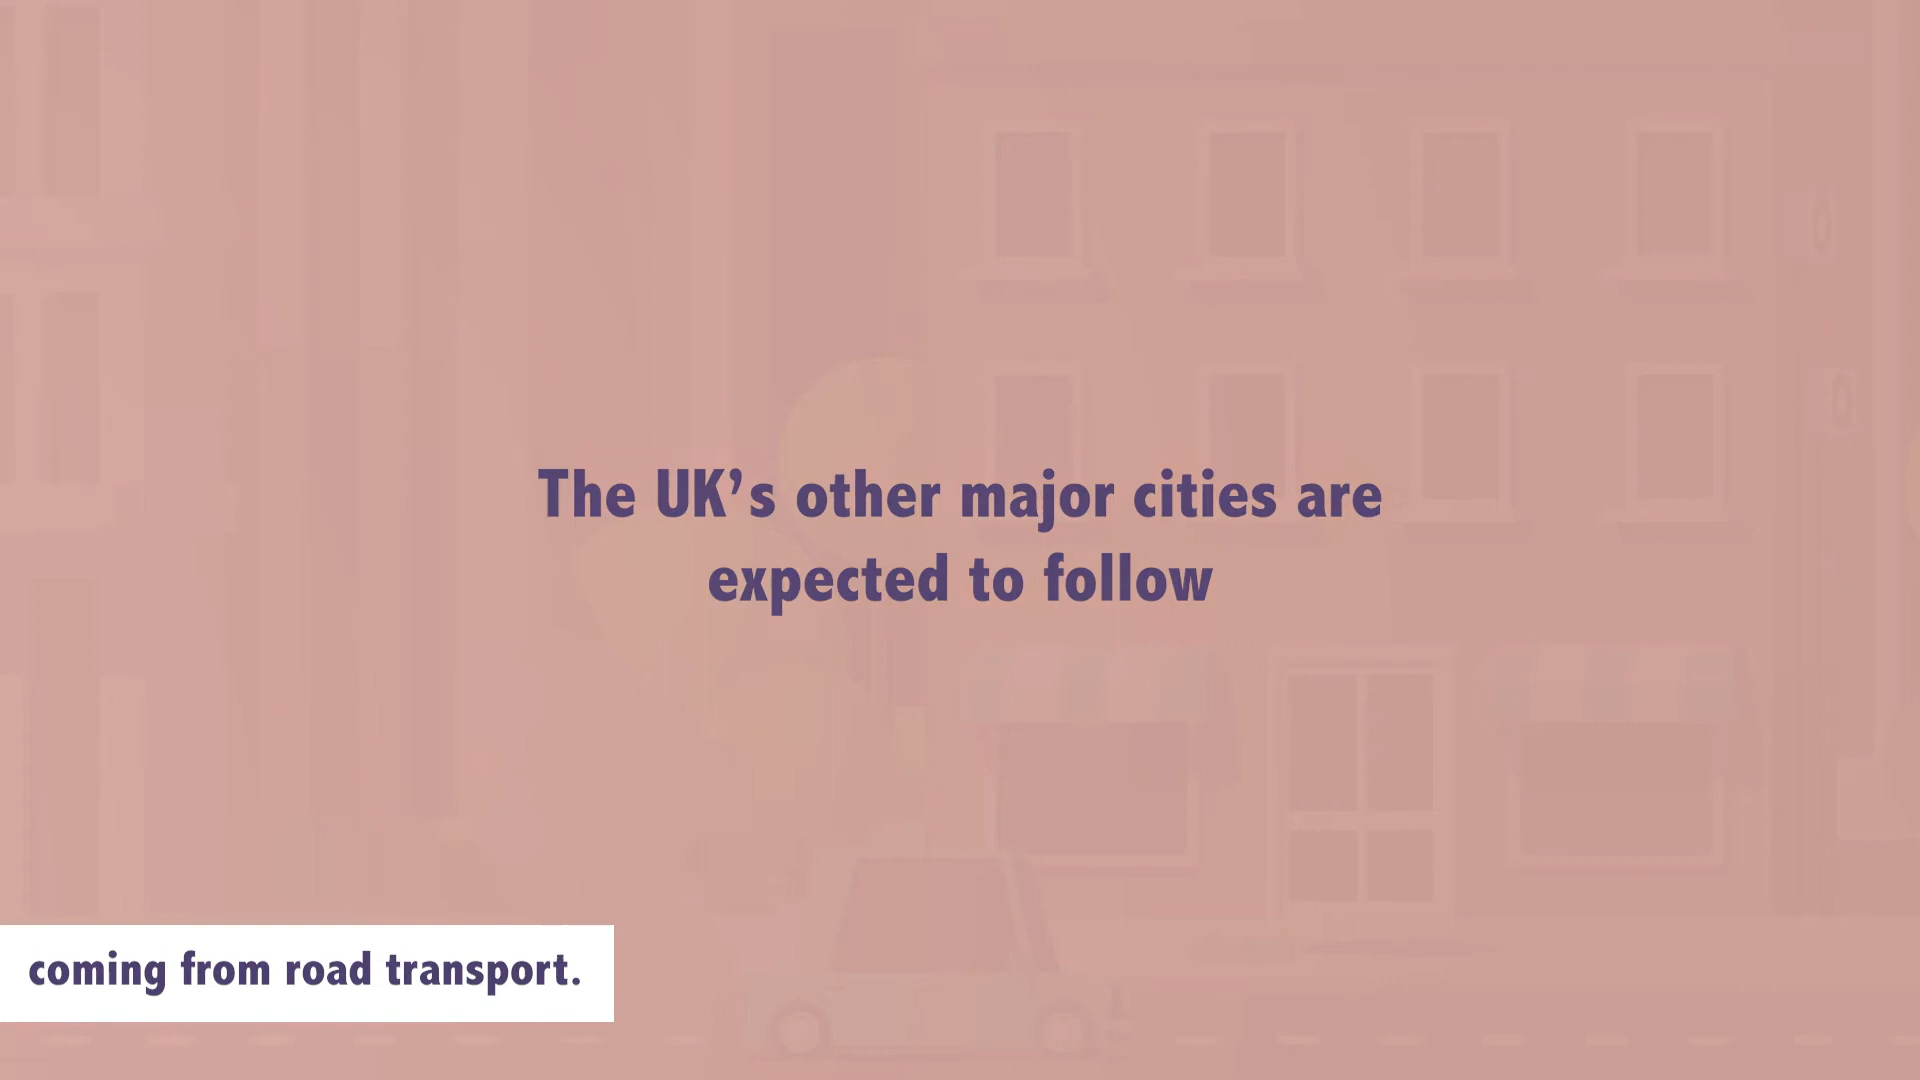 The UK’s other major cities are
expected to follow
coming from road transport.